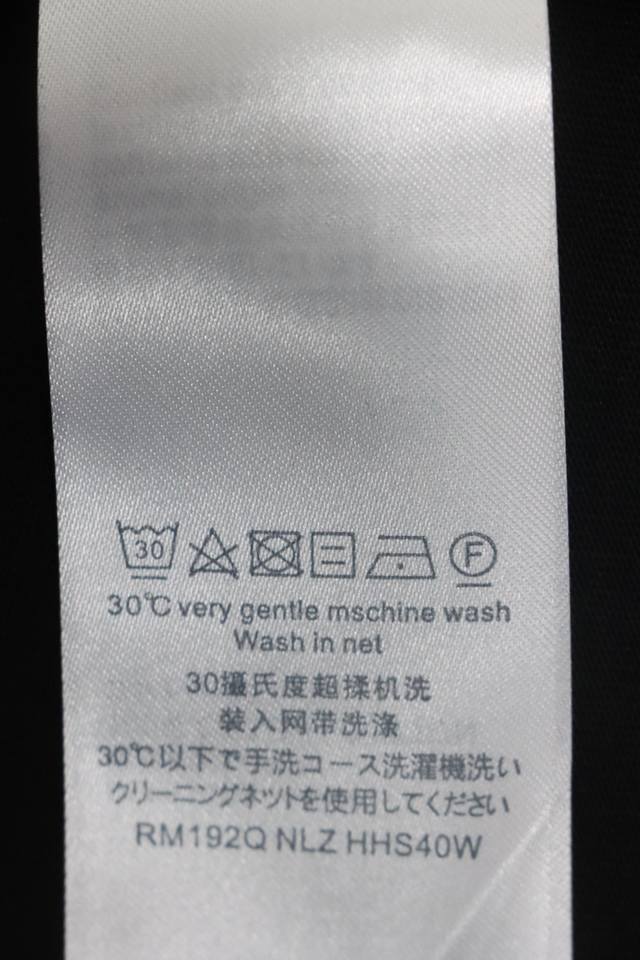 30
F
30℃ very gentle mschine wash
Wash in net
30攝氏度超揉机洗
装入网带洗涤
30℃以下で手洗コース洗濯機洗い
クリーニングネットを使用してください
RM192Q NLZ HHS40W